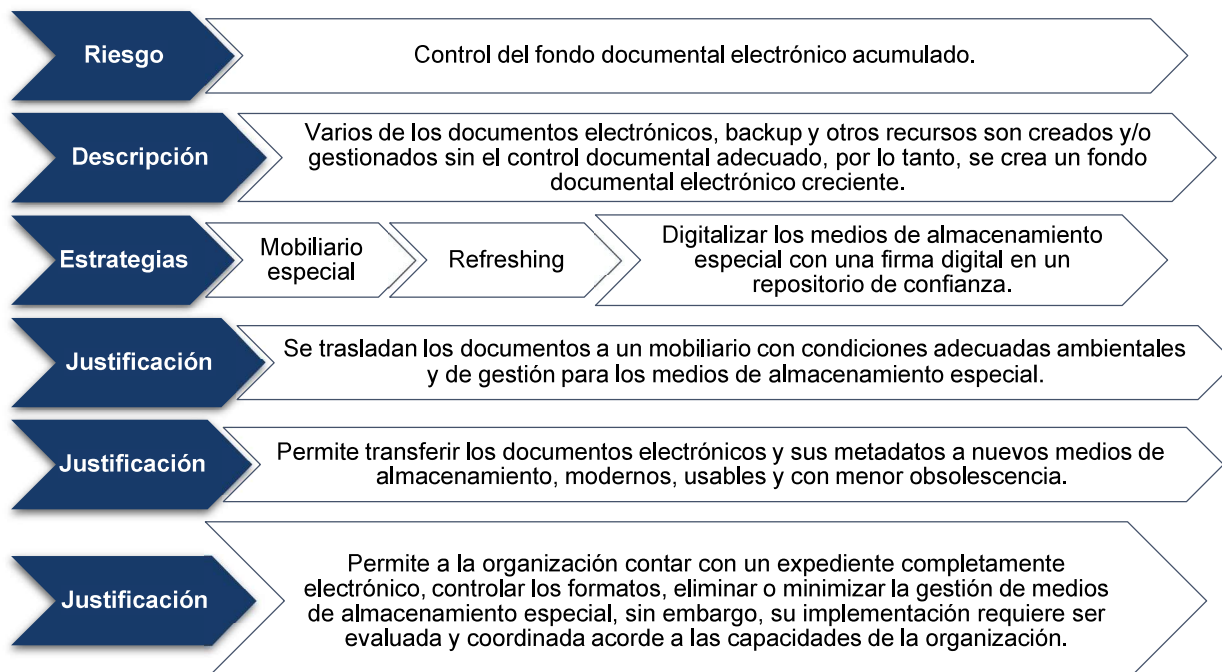 Riesgo
Control del fondo documental electrónico acumulado.
Descripción
Varios de los documentos electrónicos, backup y otros recursos son creados y/o
gestionados sin el control documental adecuado, por lo tanto, se crea un fondo
documental electrónico creciente.
Estrategias
Mobiliario
especial
Refreshing
Digitalizar los medios de almacenamiento
especial con una firma digital en un
repositorio de confianza.
Justificación
Se trasladan los documentos a un mobiliario con condiciones adecuadas ambientales
y de gestión para los medios de almacenamiento especial.
Justificación
Permite transferir los documentos electrónicos y sus metadatos a nuevos medios de
almacenamiento, modernos, usables y con menor obsolescencia.
Justificación
Permite a la organización contar con un expediente completamente
electrónico, controlar los formatos, eliminar o minimizar la gestión de medios
de almacenamiento especial, sin embargo, su implementación requiere ser
evaluada y coordinada acorde a las capacidades de la organización.